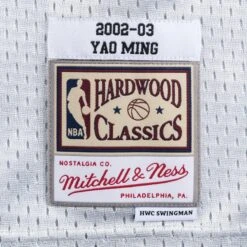 2002-03
YAO MING
HARDWOOD
NBA
CLASSICS
NOSTALGIA CO.
Mitchell & Ness
PHILADELPHIA, PA.
HWC SWINGMAN